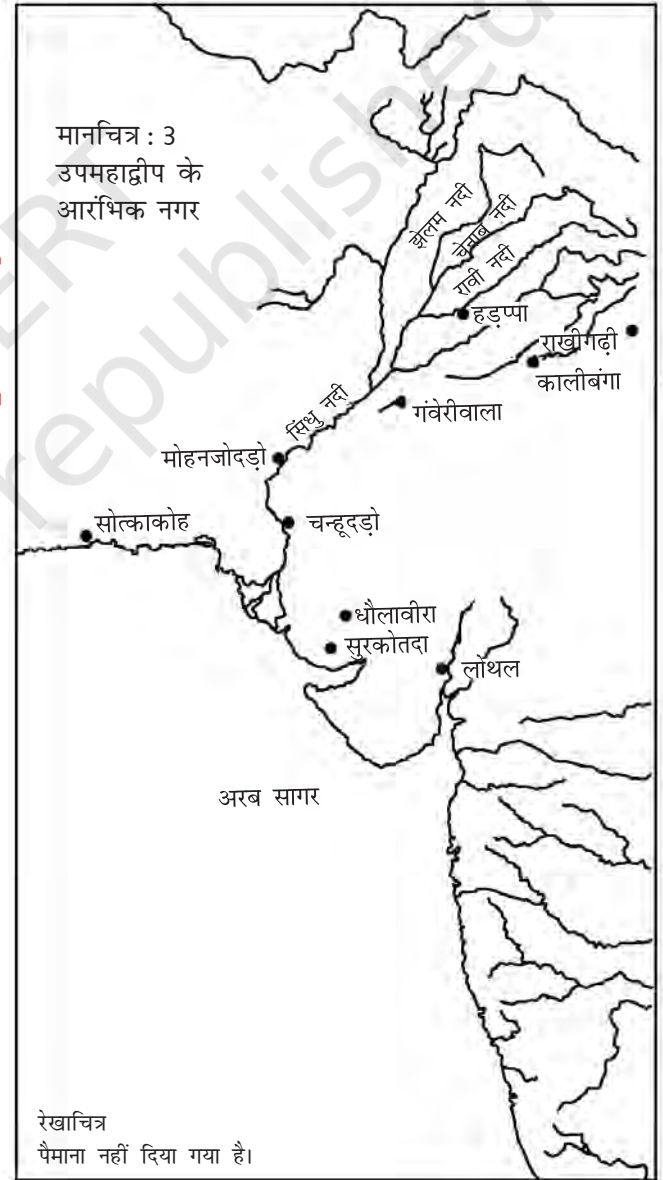 मानचित्र : 3
उपमहाद्वीप के
आरंभिक नगर
झेलम नदी
चेनाब नदी
रावी नदी
हड़प्पा
राखीगढ़ी
कालीबंगा
गंवेरीवाला
सिंधु नदी
मोहनजोदड़ो
सोत्काकोह
चन्हूदड़ो
धौलावीरा
सुरकोतदा
लोथल
अरब सागर
रेखाचित्र
पैमाना नहीं दिया गया है।
republished